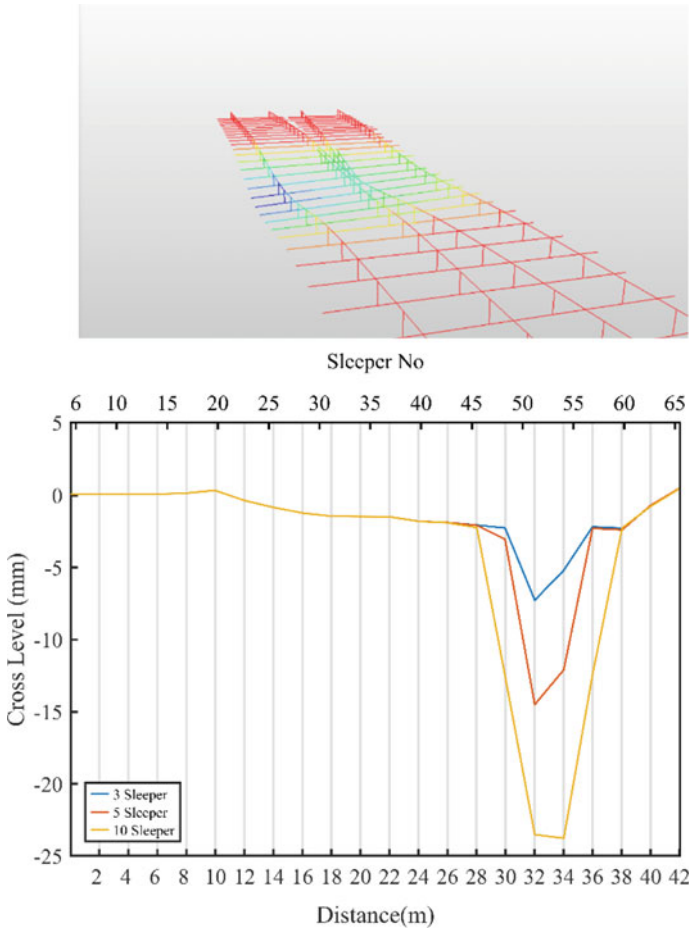 Sleeper No
6 10 15 20 25 30 35 40 45 50 55 60 65
5
0
-5
-10
-15
-20
-25
Cross Level (mm)
3 Sleeper
5 Sleeper
10 Sleeper
2 4 6 8 10 12 14 16 18 20 22 24 26 28 30 32 34 36 38 40 42
Distance(m)